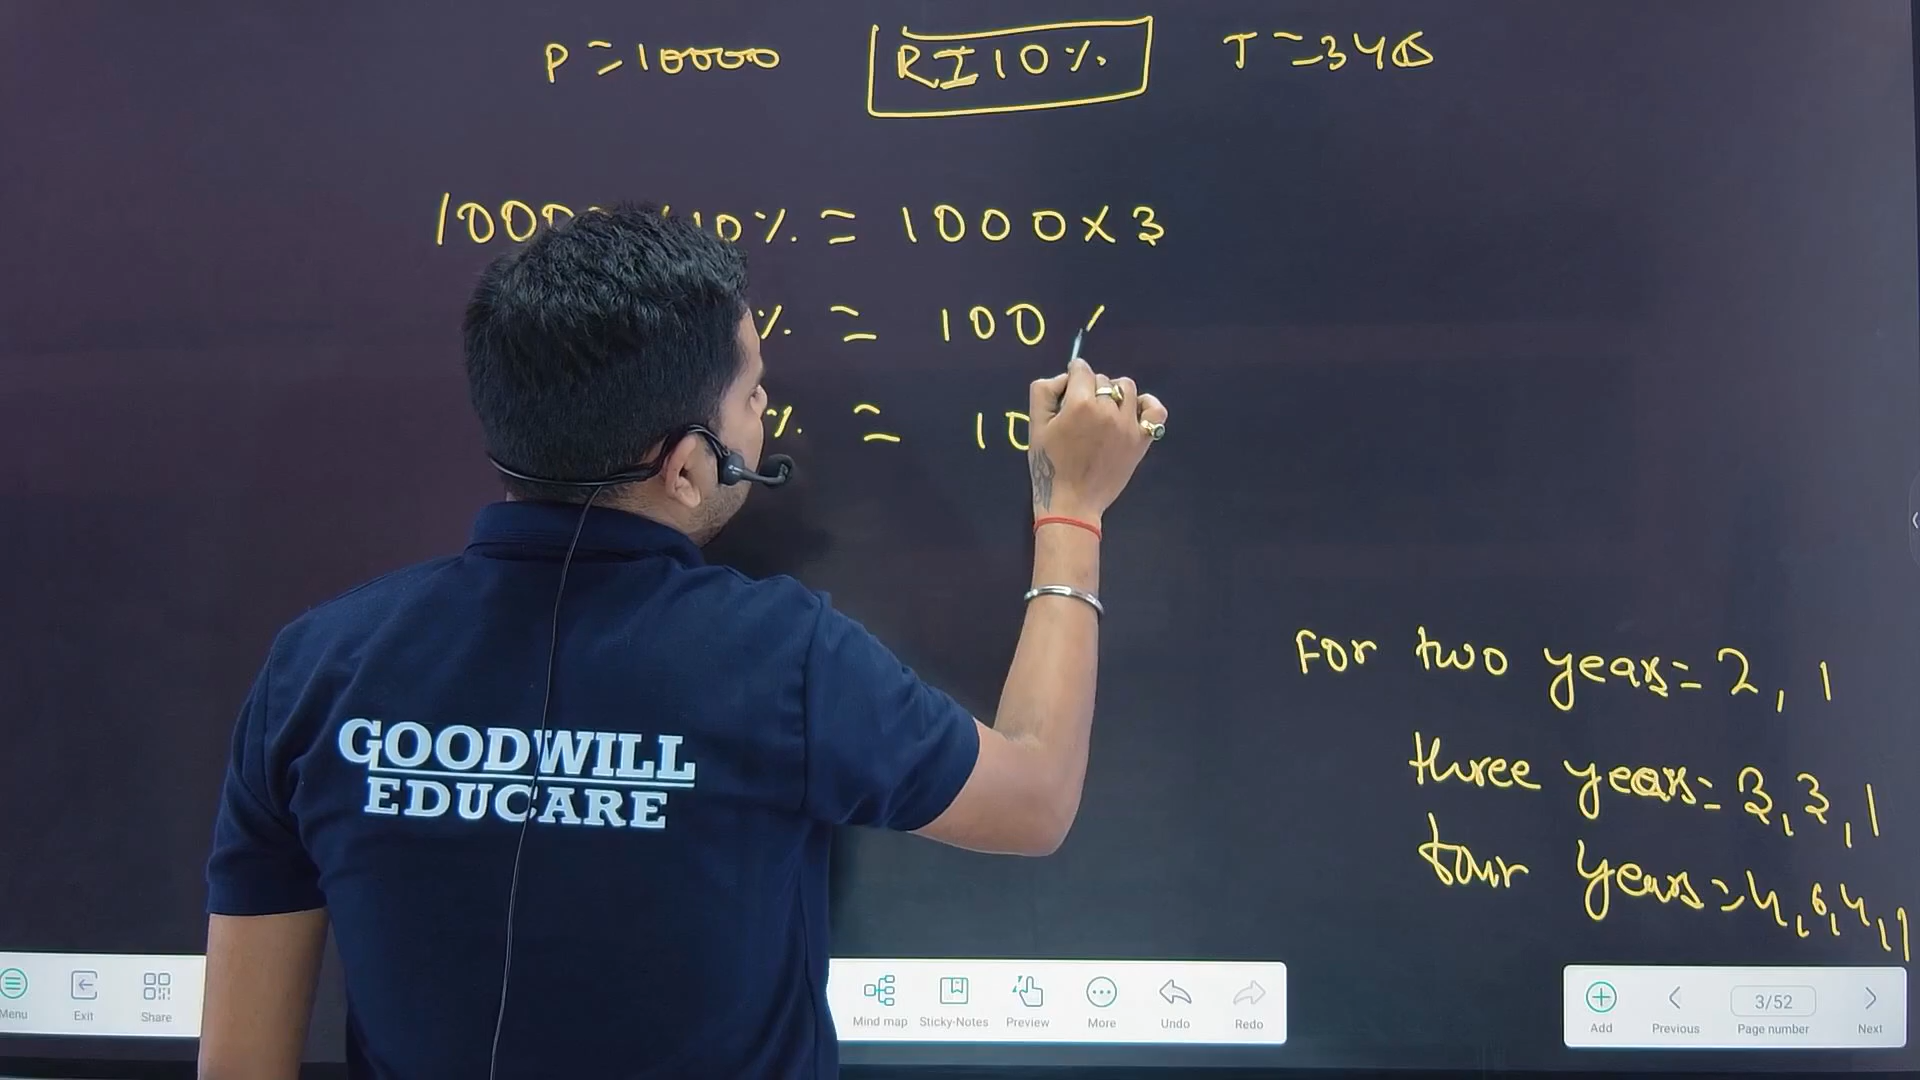 P = 10000 RI 10% T = 3 yrs
1000 10% = 1000 x 3
% = 100
% = 10
For two years = 2, 1
three years = 3, 3, 1
four years = 4, 6, 4, 1
GOODWILL
EDUCARE
Menu Exit Share Mind map Sticky-Notes Preview More Undo Redo
Add Previous 3/52 Page number Next